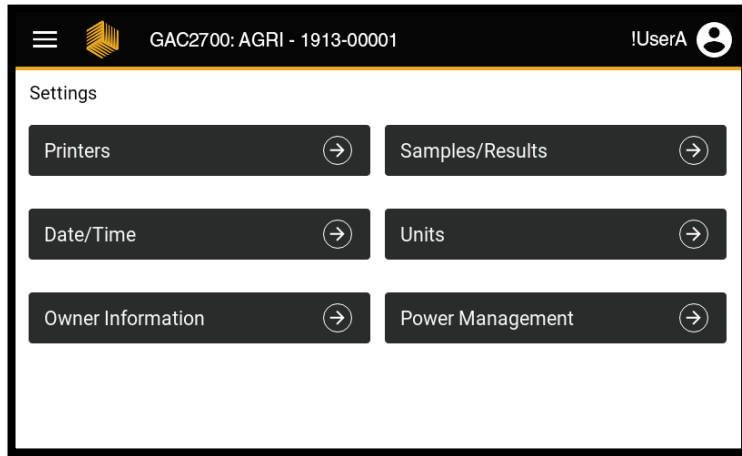 GAC2700: AGRI - 1913-00001 !UserA
Settings
Printers Samples/Results
Date/Time Units
Owner Information Power Management